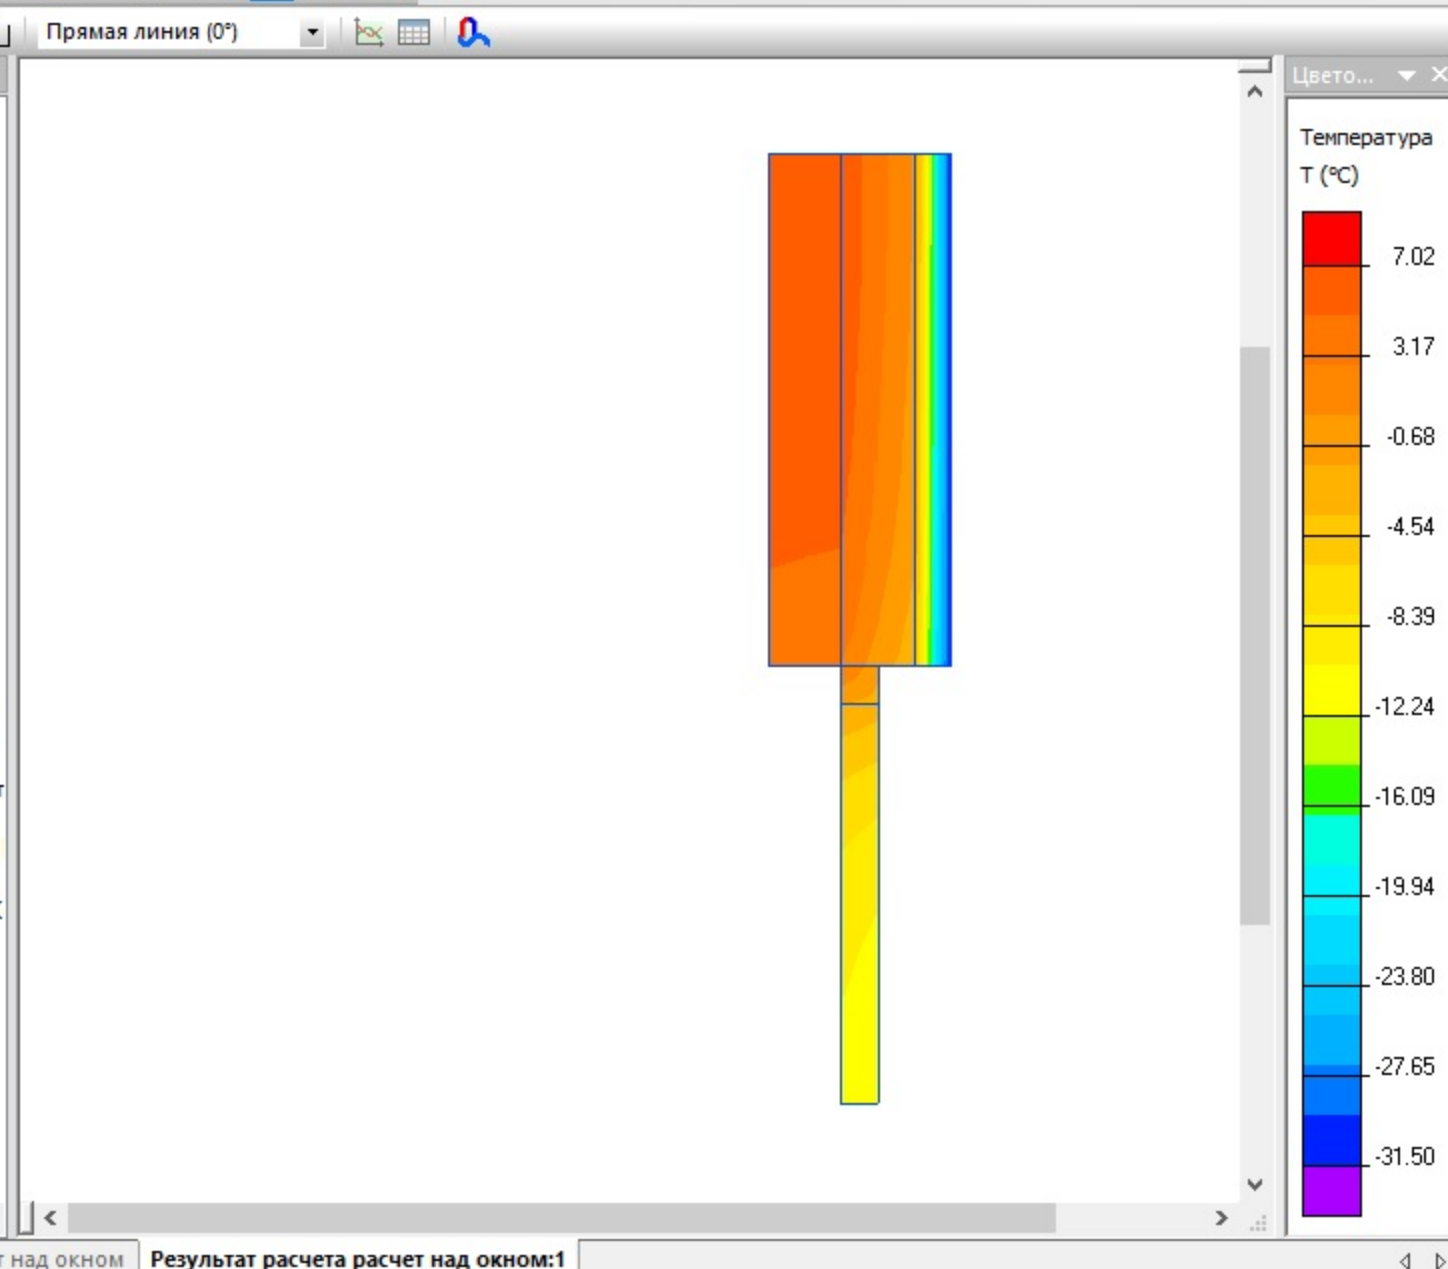 Прямая линия (0°)
Цвето...
Температура
T (°C)
7.02
3.17
-0.68
-4.54
-8.39
-12.24
-16.09
-19.94
-23.80
-27.65
-31.50
над окном
Результат расчета расчет над окном:1